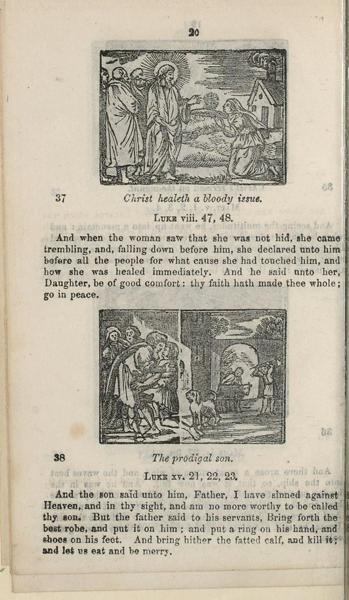 20
37 Christ healeth a bloody issue.
LUKE viii. 47, 48.
And when the woman saw that she was not hid, she came
trembling, and, falling down before him, she declared unto him
before all the people for what cause she had touched him, and
how she was healed immediately. And he said unto her,
Daughter, be of good comfort: thy faith hath made thee whole;
go in peace.
38 The prodigal son.
LUKE xv. 21, 22, 23.
And the son said unto him, Father, I have sinned against
Heaven, and in thy sight, and am no more worthy to be called
thy son. But the father said to his servants, Bring forth the
best robe, and put it on him; and put a ring on his hand, and
shoes on his feet. And bring hither the fatted calf, and kill it;
and let us eat and be merry.